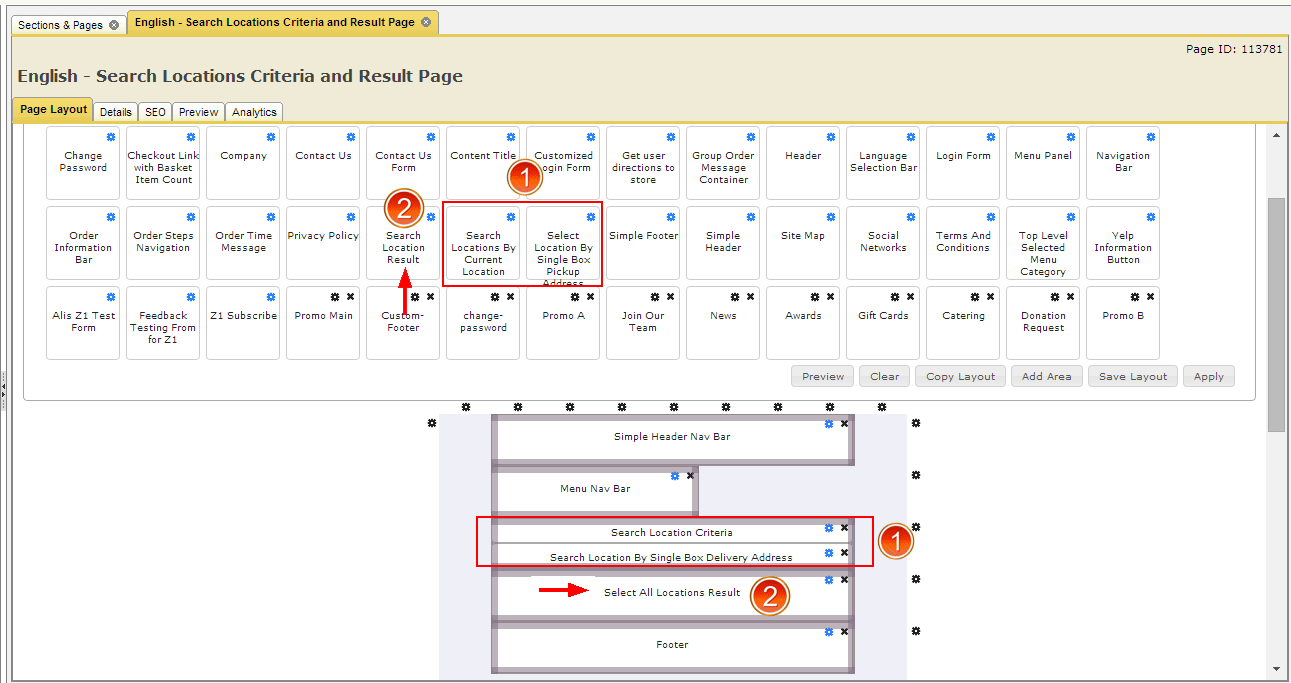 Sections & Pages
English - Search Locations Criteria and Result Page
Page ID: 113781
English - Search Locations Criteria and Result Page
Page Layout
Details
SEO
Preview
Analytics
Change
Password
Checkout Link
with Basket
Item Count
Company
Contact Us
Contact Us
Form
Content Title
Customized
Login Form
Get user
directions to
store
Group Order
Message
Container
Header
Language
Selection Bar
Login Form
Menu Panel
Navigation
Bar
1
2
Order
Information
Bar
Order Steps
Navigation
Order Time
Message
Privacy Policy
Search
Location
Result
Search
Locations By
Current
Location
Select
Location By
Single Box
Pickup
Address
Simple Footer
Simple
Header
Site Map
Social
Networks
Terms And
Conditions
Top Level
Selected
Menu
Category
Yelp
Information
Button
Alis Z1 Test
Form
Feedback
Testing From
for Z1
Z1 Subscribe
Promo Main
Custom-
Footer
change-
password
Promo A
Join Our
Team
News
Awards
Gift Cards
Catering
Donation
Request
Promo B
Preview
Clear
Copy Layout
Add Area
Save Layout
Apply
Simple Header Nav Bar
Menu Nav Bar
Search Location Criteria
1
Search Location By Single Box Delivery Address
Select All Locations Result
2
Footer